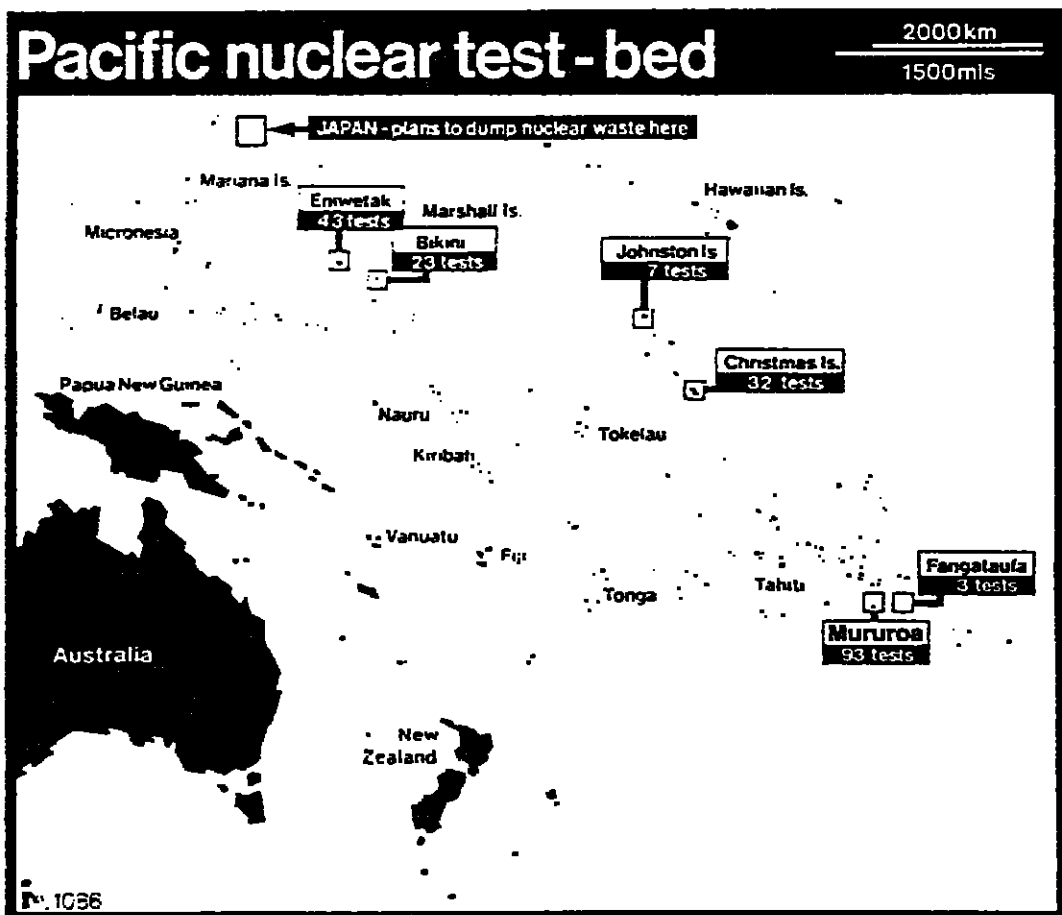 Pacific nuclear test-bed
2000km
1500mls
JAPAN - plans to dump nuclear waste here
Mariana Is.
Hawaiian Is.
Eniwetak
43 tests
Marshall Is.
Micronesia
Bikini
23 tests
Johnston Is
7 tests
Belau
Christmas Is.
32 tests
Papua New Guinea
Nauru
Tokelau
Kiribati
Vanuatu
Fiji
Fangataufa
3 tests
Tonga
Tahiti
Mururoa
93 tests
Australia
New
Zealand